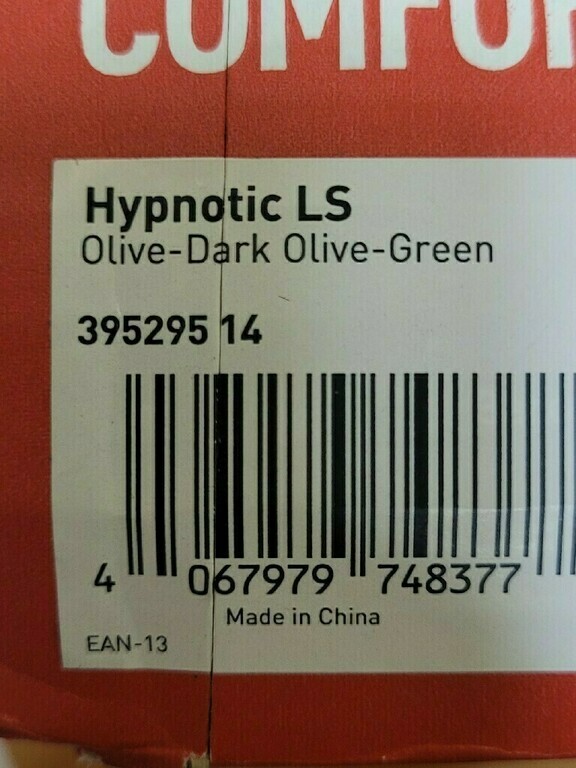 COMFOR
Hypnotic LS
Olive-Dark Olive-Green
395295 14
4 067979 748377
Made in China
EAN-13